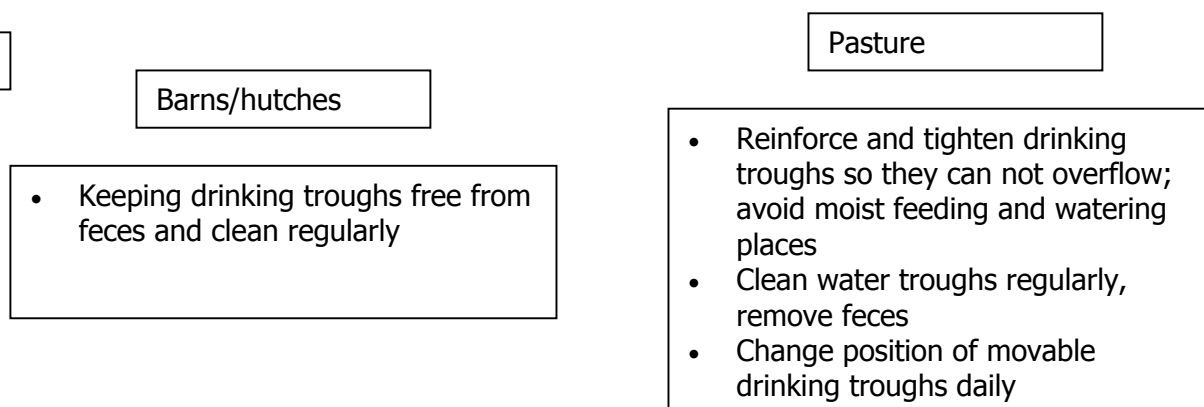 Barns/hutches
• Keeping drinking troughs free from
feces and clean regularly
Pasture
• Reinforce and tighten drinking
troughs so they can not overflow;
avoid moist feeding and watering
places
• Clean water troughs regularly,
remove feces
• Change position of movable
drinking troughs daily